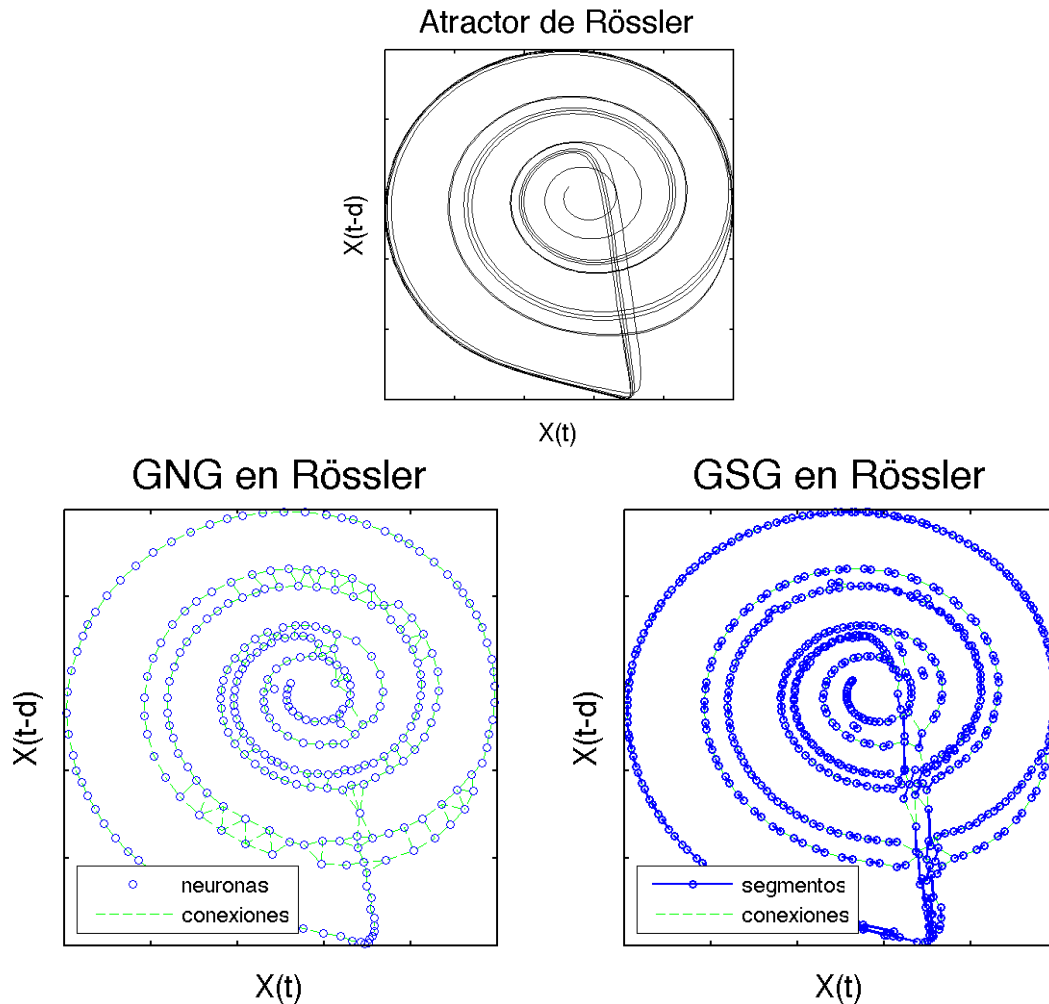 Atractor de Rössler
X(t-d)
X(t)
GNG en Rössler
X(t-d)
neuronas
conexiones
X(t)
GSG en Rössler
X(t-d)
segmentos
conexiones
X(t)